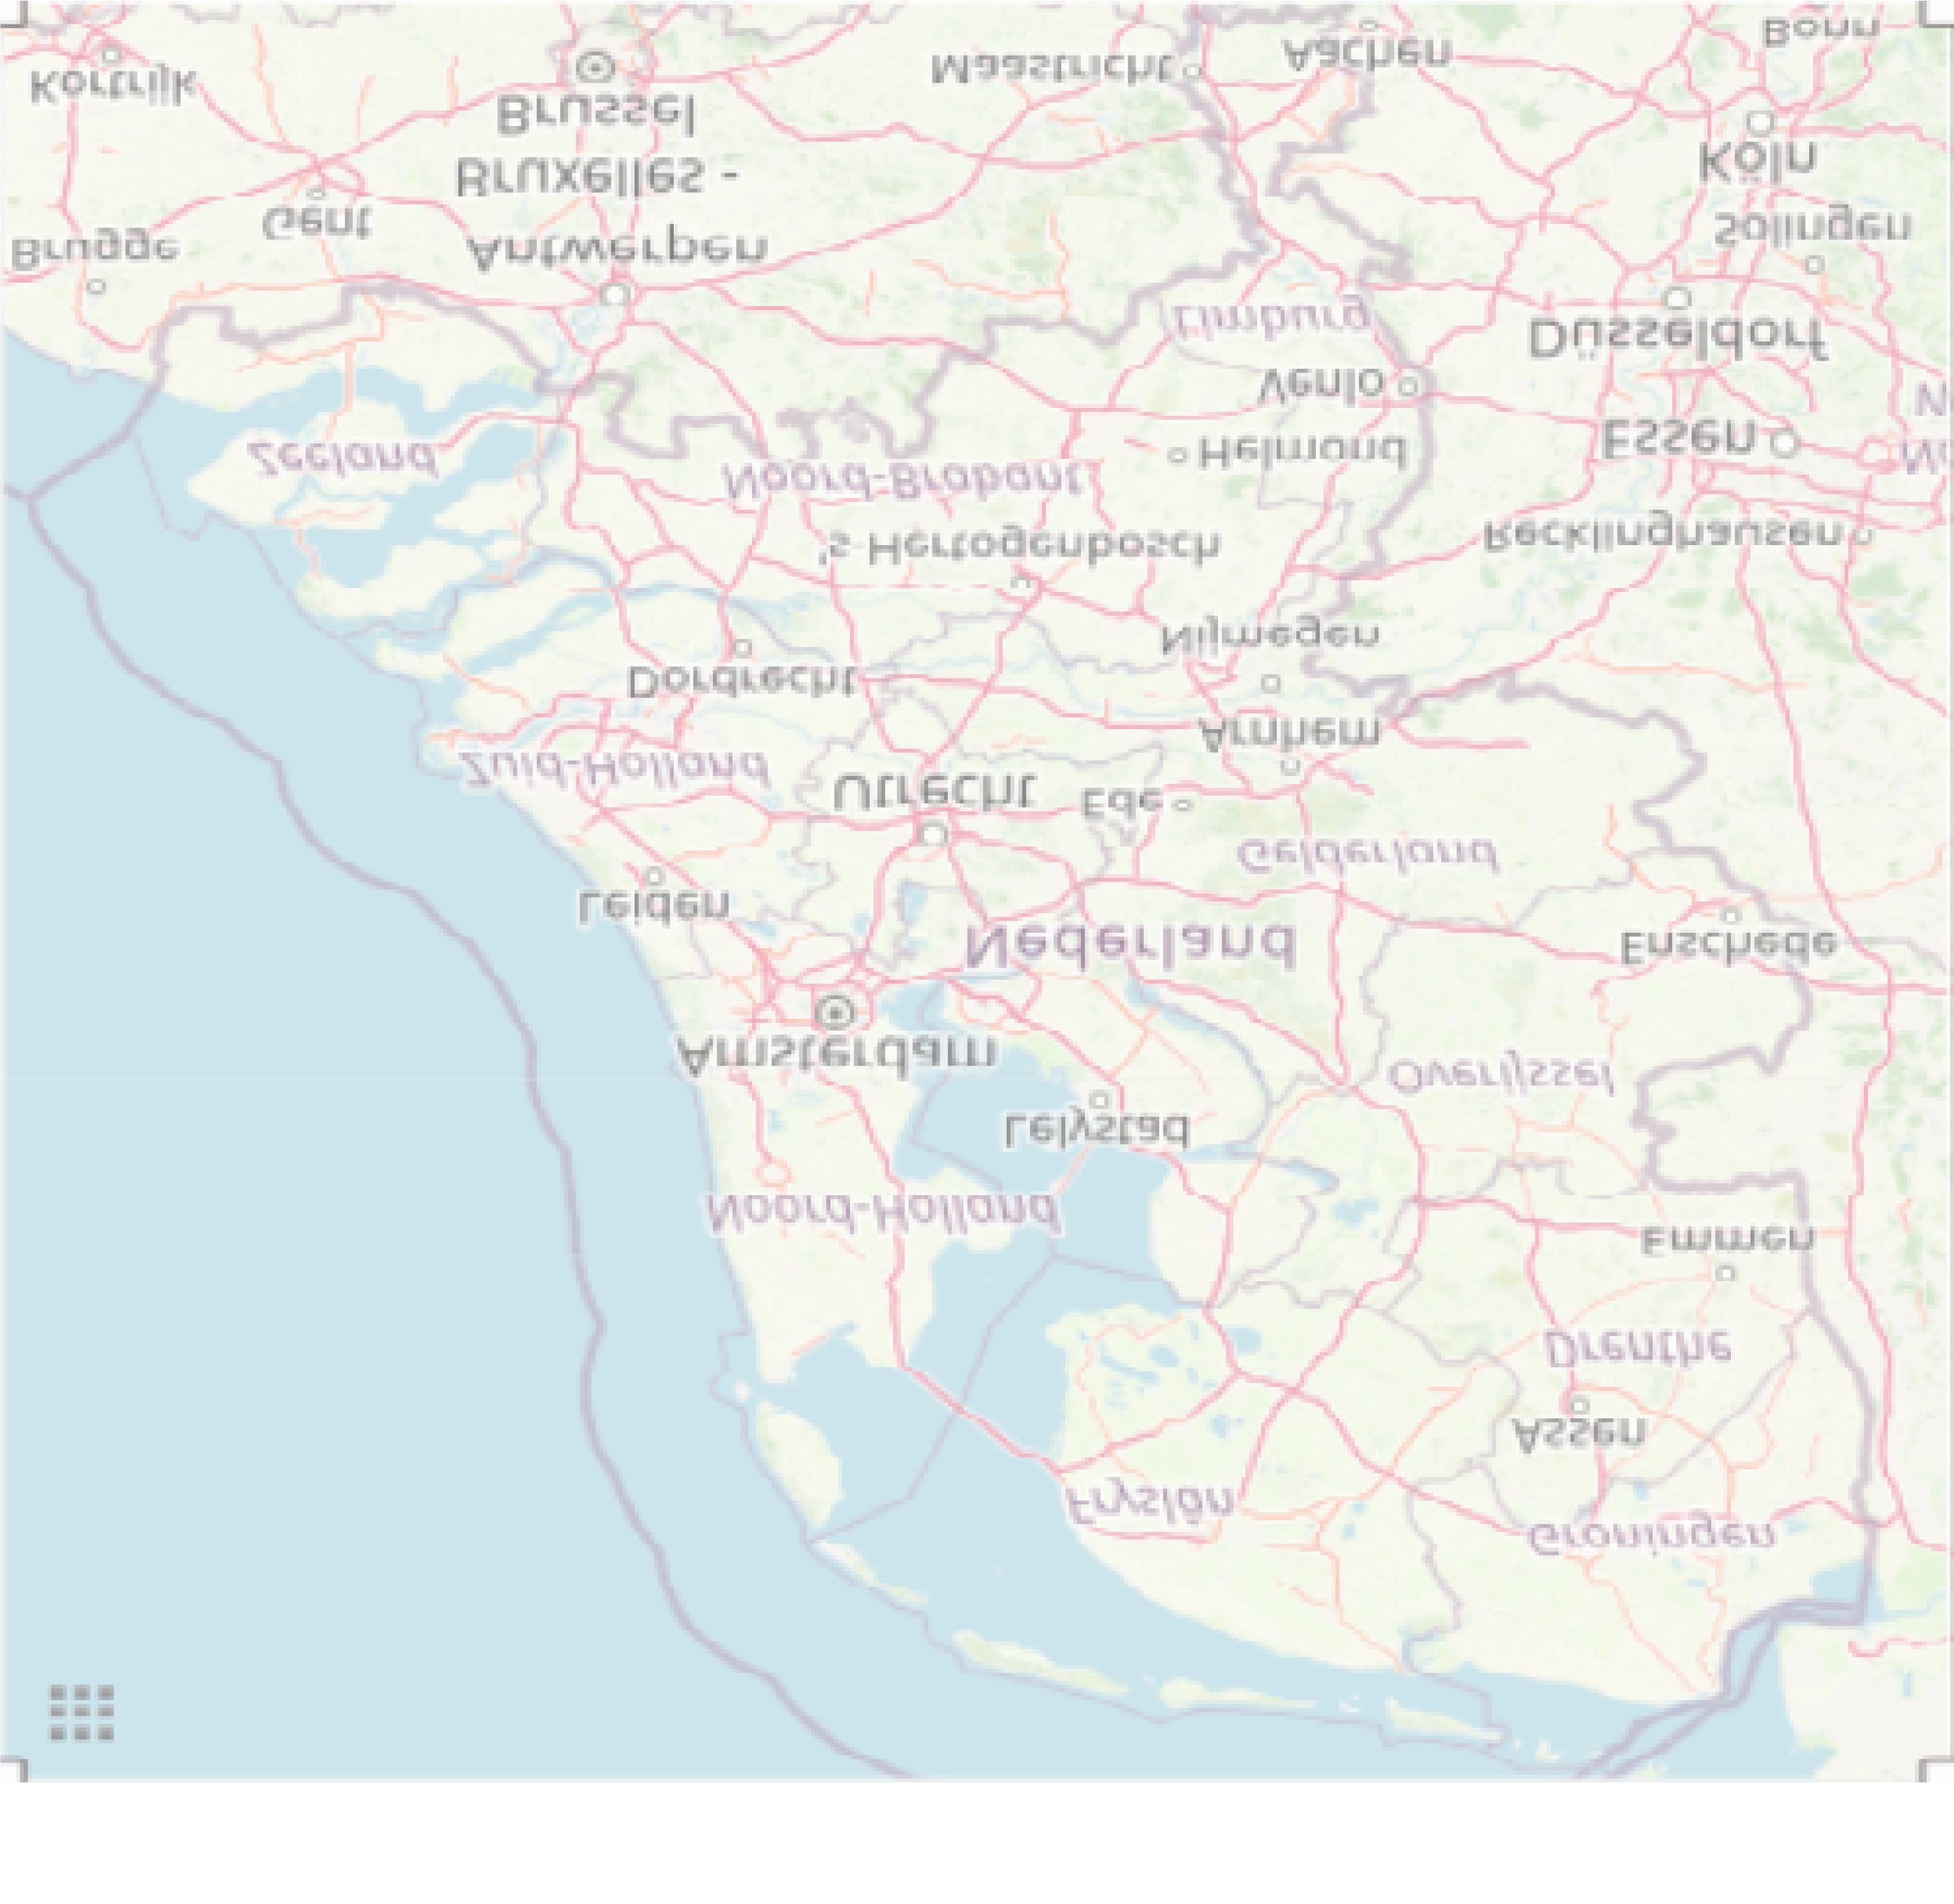 Bonn
Aachen
Maastricht
Kortrijk
Brussel
Bruxelles -
Köln
Solingen
Gent
Brugge
Antwerpen
Limburg
Düsseldorf
Venlo
N
Essen
Helmond
Zeeland
No
Noord-Brabant
Recklinghausen
's-Hertogenbosch
Nijmegen
Dordrecht
Arnhem
Zuid-Holland
Utrecht
Ede
Gelderland
Leiden
Nederland
Enschede
Amsterdam
Overijssel
Lelystad
Noord-Holland
Emmen
Drenthe
Assen
Fryslân
Groningen